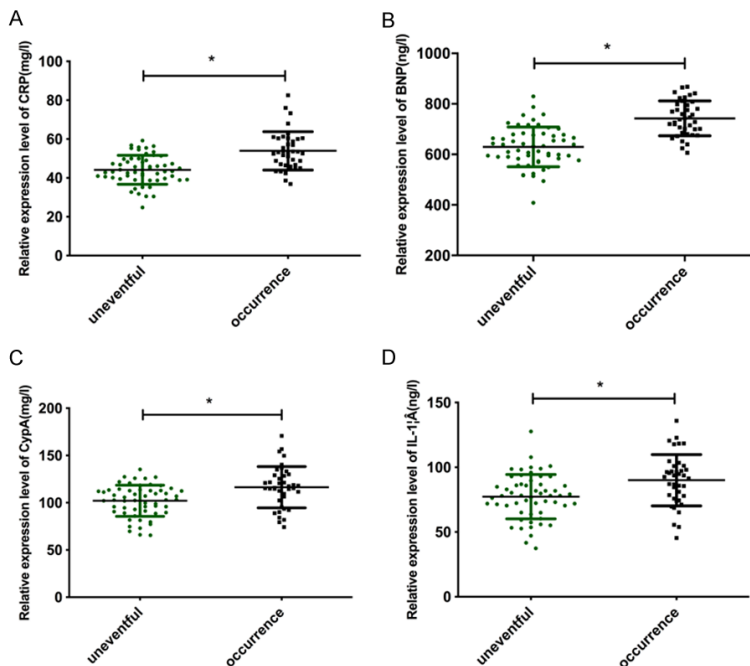 A
Relative expression level of CRP(mg/l)
100
80
60
40
20
0
*
uneventful
occurrence
B
Relative expression level of BNP(ng/l)
1000
800
600
400
200
*
uneventful
occurrence
C
Relative expression level of CypA(mg/l)
200
150
100
50
0
*
uneventful
occurrence
D
Relative expression level of IL-1¦Â(ng/l)
150
100
50
0
*
uneventful
occurrence